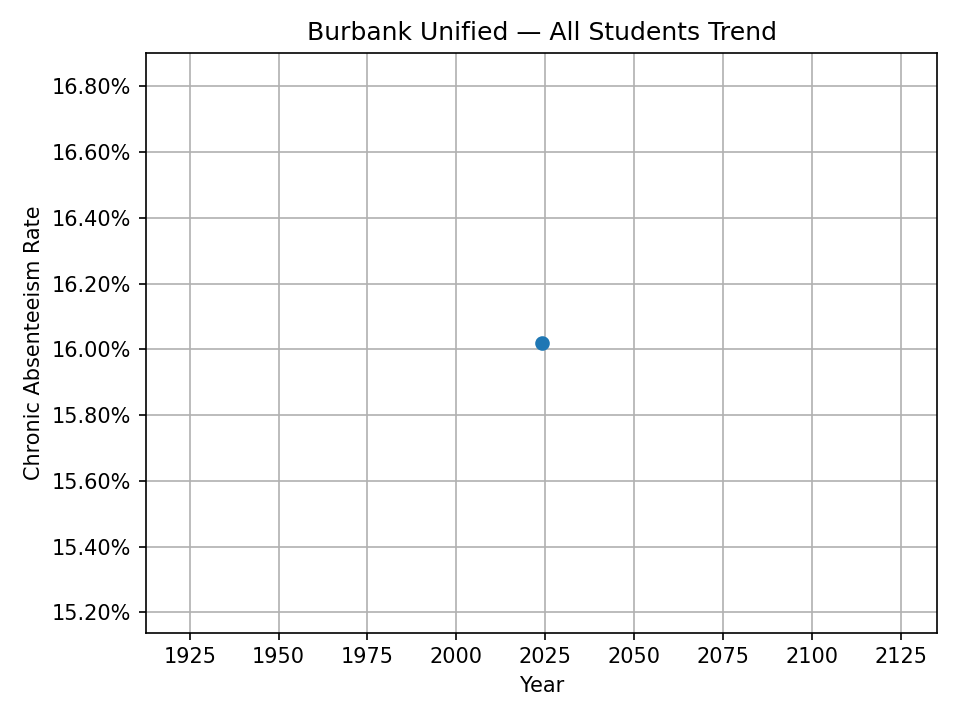 Burbank Unified — All Students Trend
Chronic Absenteeism Rate
16.80%
16.60%
16.40%
16.20%
16.00%
15.80%
15.60%
15.40%
15.20%
1925 1950 1975 2000 2025 2050 2075 2100 2125
Year